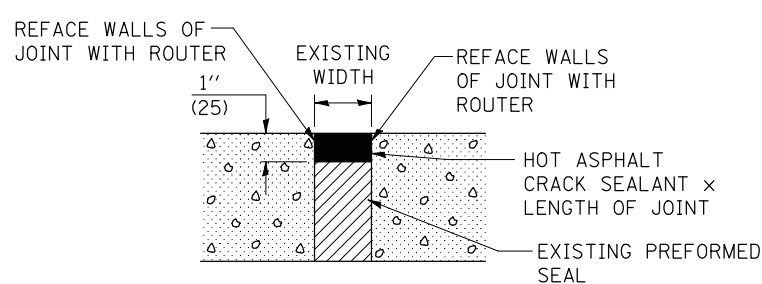 REFACE WALLS OF
JOINT WITH ROUTER
EXISTING
WIDTH
REFACE WALLS
OF JOINT WITH
ROUTER
1''
(25)
HOT ASPHALT
CRACK SEALANT ×
LENGTH OF JOINT
EXISTING PREFORMED
SEAL